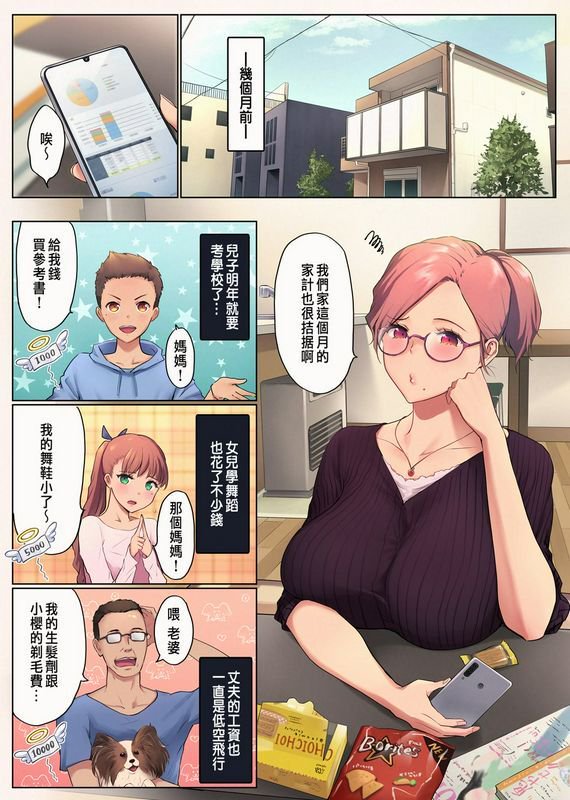 —幾個月前—
唉～
我們家這個月的
家計也很拮据啊
兒子明年就要
考學校了…
媽媽！
給我錢
買參考書！
1000
女兒學舞蹈
也花了不少錢
那個媽媽！
我的舞鞋小了～
5000
喂 老婆
我的生髮劑跟
小櫻的剃毛費…
10000
丈夫的工資也
一直是低空飛行
CHOICHOI
Borites